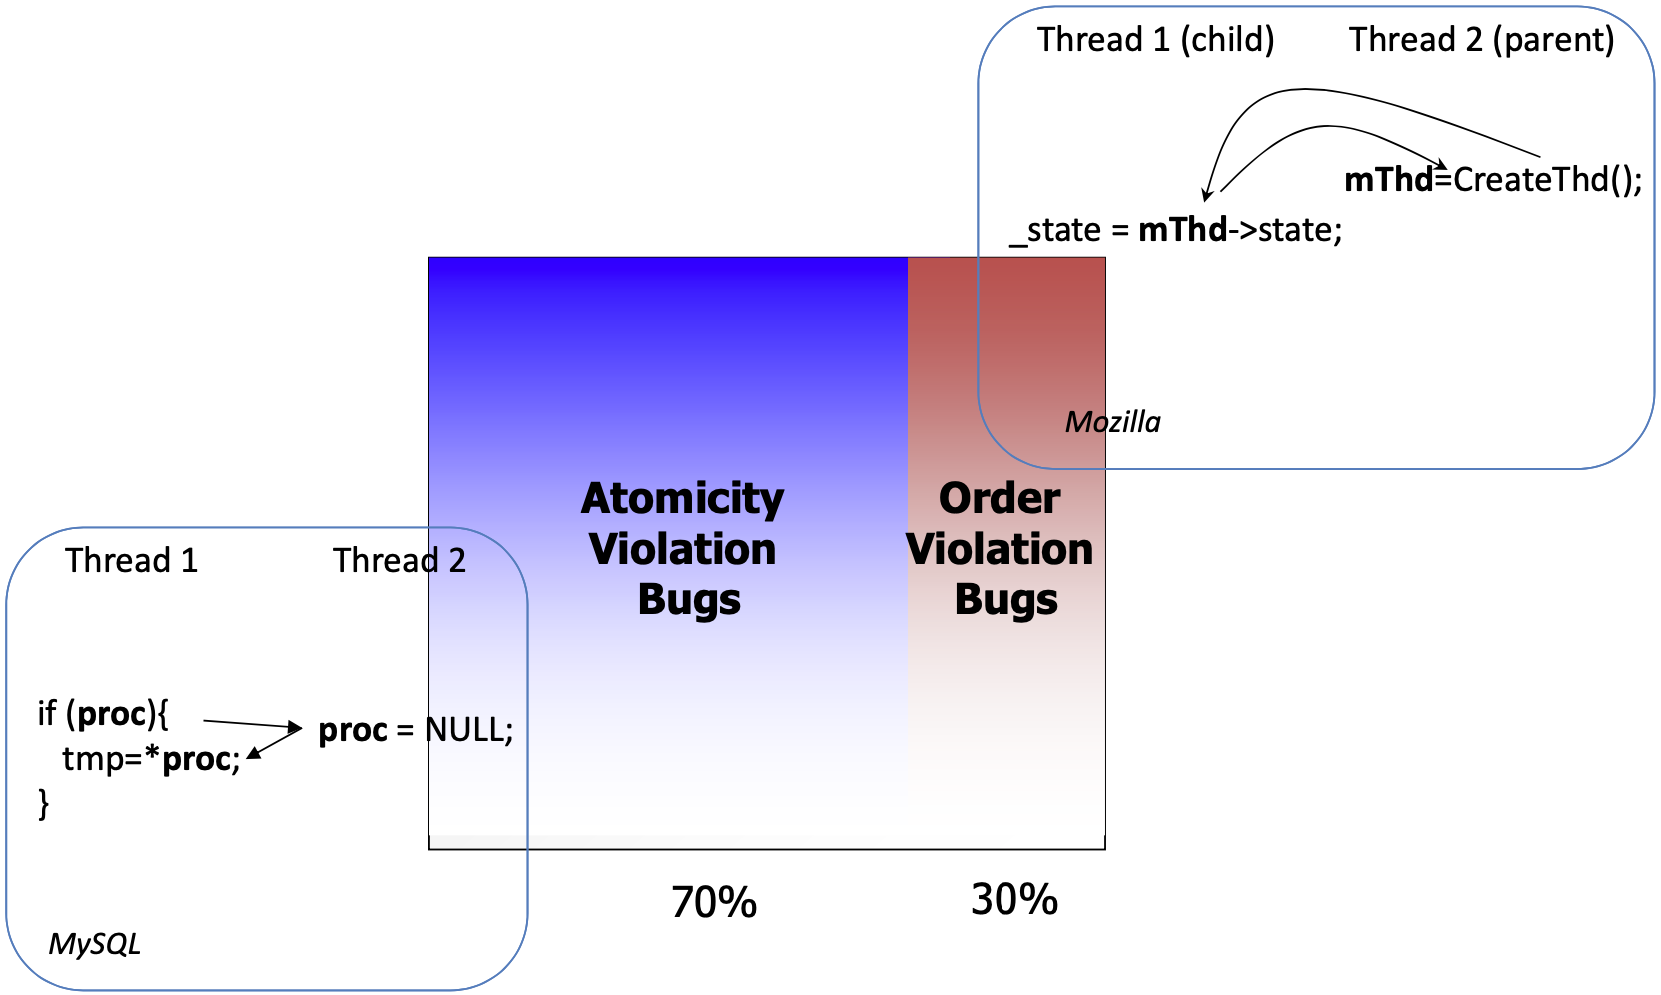 Thread 1 (child) Thread 2 (parent)
mThd=CreateThd();
_state = mThd->state;
Mozilla
Atomicity
Violation
Bugs
Order
Violation
Bugs
Thread 1 Thread 2
if (proc){
proc = NULL;
tmp=*proc;
}
MySQL
70%
30%